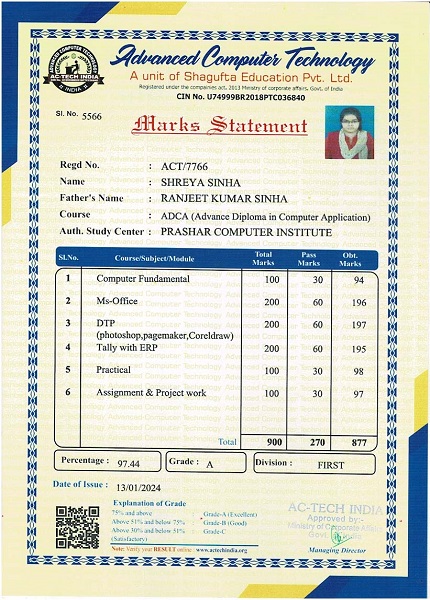 Advanced Computer Technology
AC-TECH INDIA
INDIA
A unit of Shagufta Education Pvt. Ltd.
Registered under the compainies act, 2013 Ministry of corporate affairs, Govt. of India
CIN No. U74999BR2018PTC036840
Sl. No. 5566
Marks Statement
Regd No. : ACT/7766
Name : SHREYA SINHA
Father's Name : RANJEET KUMAR SINHA
Course : ADCA (Advance Diploma in Computer Application)
Auth. Study Center : PRASHAR COMPUTER INSTITUTE
Sl.No. Course/Subject/Module Total Marks Pass Marks Obt. Marks
1 Computer Fundamental 100 30 94
2 Ms-Office 200 60 196
3 DTP 200 60 197
(photoshop,pagemaker,Coreldraw)
4 Tally with ERP 200 60 195
5 Practical 100 30 98
6 Assignment & Project work 100 30 97
Total 900 270 877
Percentage : 97.44 Grade : A Division : FIRST
Date of Issue : 13/01/2024
Explanation of Grade
75% and above : Grade-A (Excellent)
Above 51% and below 75% : Grade-B (Good)
Above 30% and below 51% : Grade-C
(Satisfactory)
Note: Verify your RESULT online : www.actechindia.org
AC-TECH INDIA
Approved by:-
Ministry of Corporate Affairs
Govt. of India
Managing Director